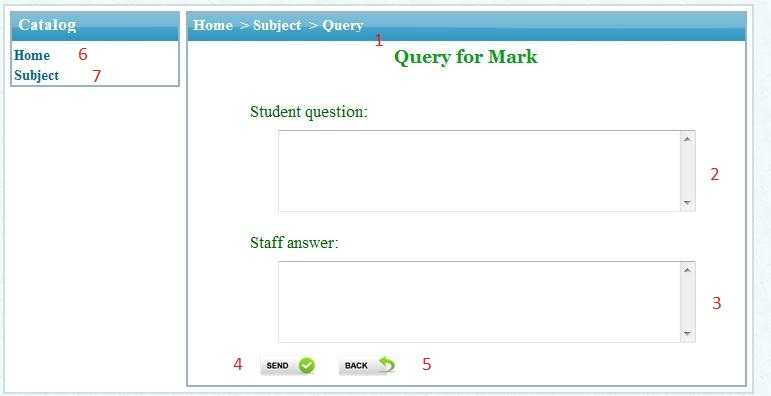 Catalog
Home 6
Subject 7
Home > Subject > Query
1
Query for Mark
Student question:
2
Staff answer:
3
4 SEND BACK 5